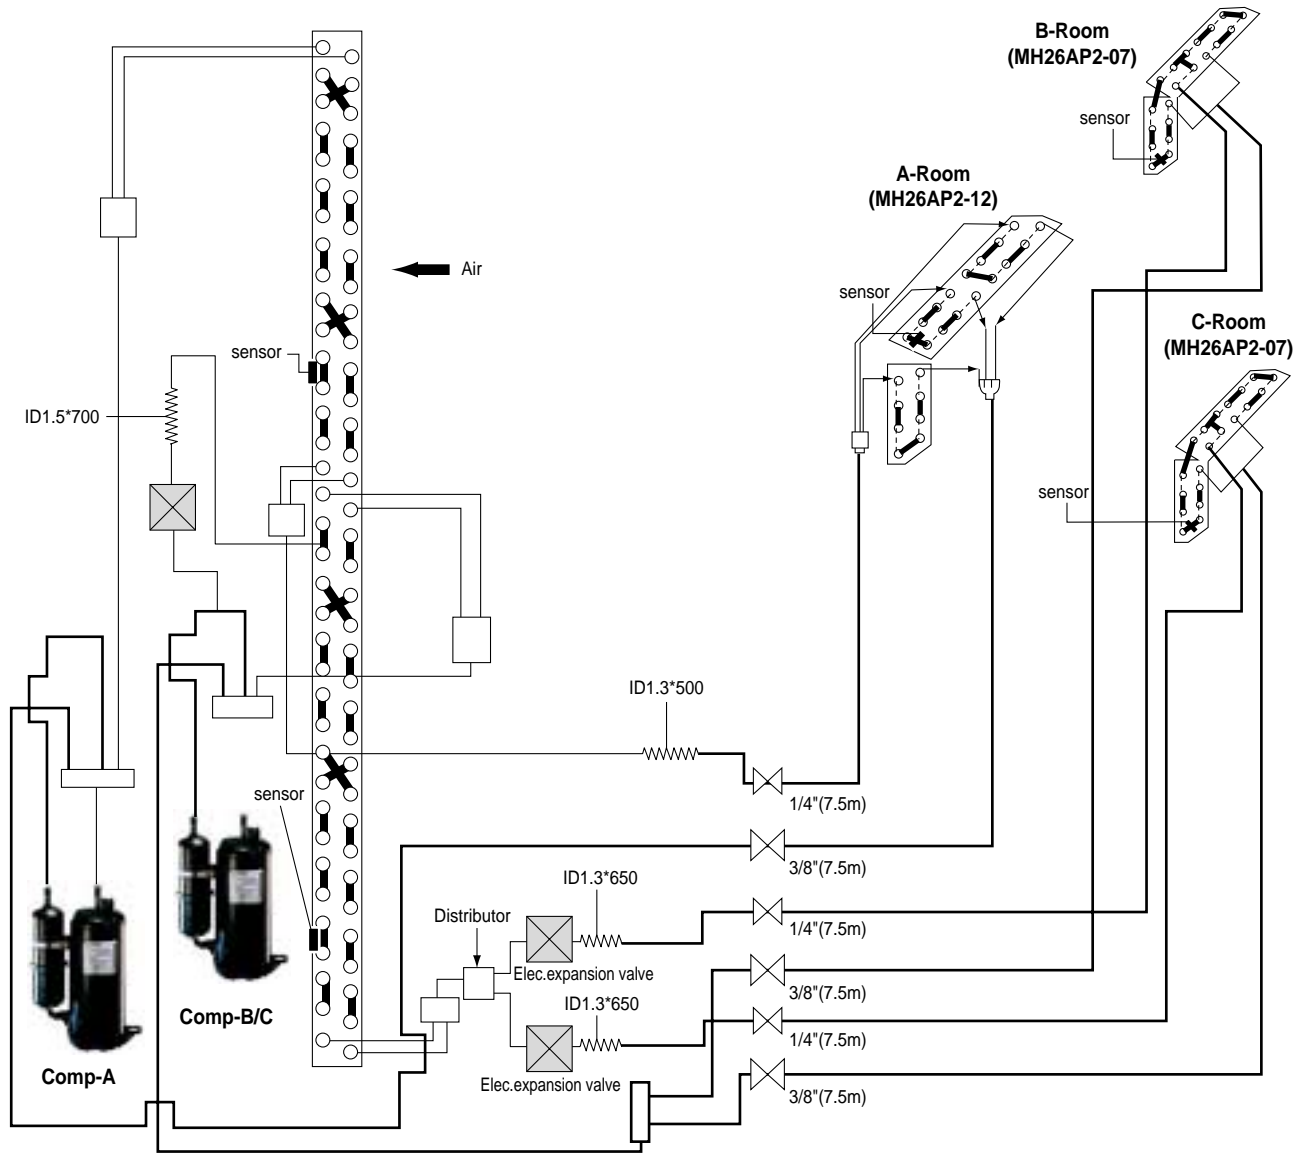 B-Room
(MH26AP2-07)
sensor
A-Room
(MH26AP2-12)
Air
sensor
C-Room
(MH26AP2-07)
sensor
ID1.5*700
sensor
ID1.3*500
sensor
1/4"(7.5m)
3/8"(7.5m)
ID1.3*650
Distributor
1/4"(7.5m)
Elec.expansion valve
3/8"(7.5m)
ID1.3*650
Comp-B/C
1/4"(7.5m)
Comp-A
Elec.expansion valve
3/8"(7.5m)